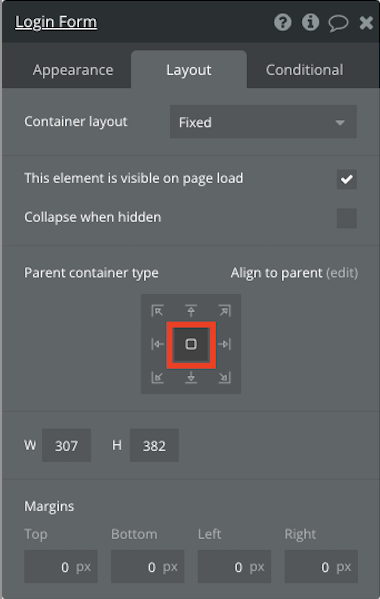 Login Form
Appearance Layout Conditional
Container layout Fixed
This element is visible on page load
Collapse when hidden
Parent container type Align to parent (edit)
W 307 H 382
Margins
Top Bottom Left Right
0 px 0 px 0 px 0 px